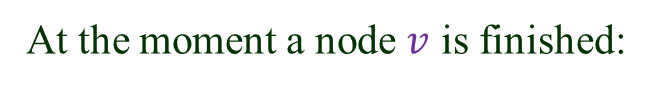 At the moment a node v is finished: